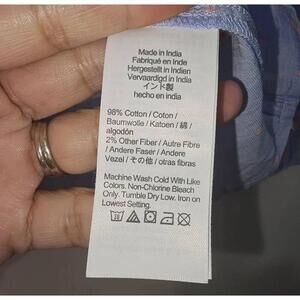 Made in India
Fabriqué en Inde
Hergestellt in Indien
Vervaardigd in India
インド製
hecho en india
98% Cotton / Coton /
Baumwolle / Katoen / 綿 /
algodón
2% Other Fiber / Autre Fibre
/ Andere Faser / Andere
Vezel / その他 / otras fibras
Machine Wash Cold With Like
Colors. Non-Chlorine Bleach
Only. Tumble Dry Low. Iron on
Lowest Setting.